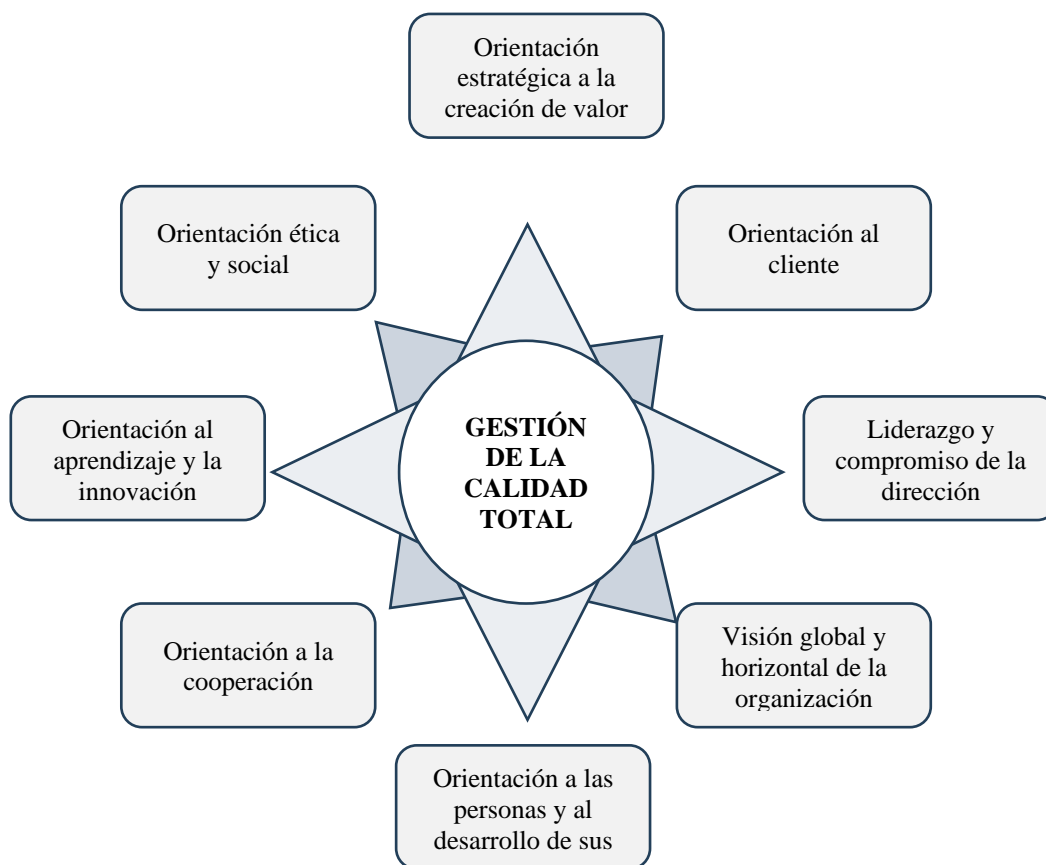 Orientación
estratégica a la
creación de valor
Orientación ética
y social
Orientación al
cliente
Orientación al
aprendizaje y la
innovación
GESTIÓN
DE LA
CALIDAD
TOTAL
Liderazgo y
compromiso de la
dirección
Orientación a la
cooperación
Visión global y
horizontal de la
organización
Orientación a las
personas y al
desarrollo de sus